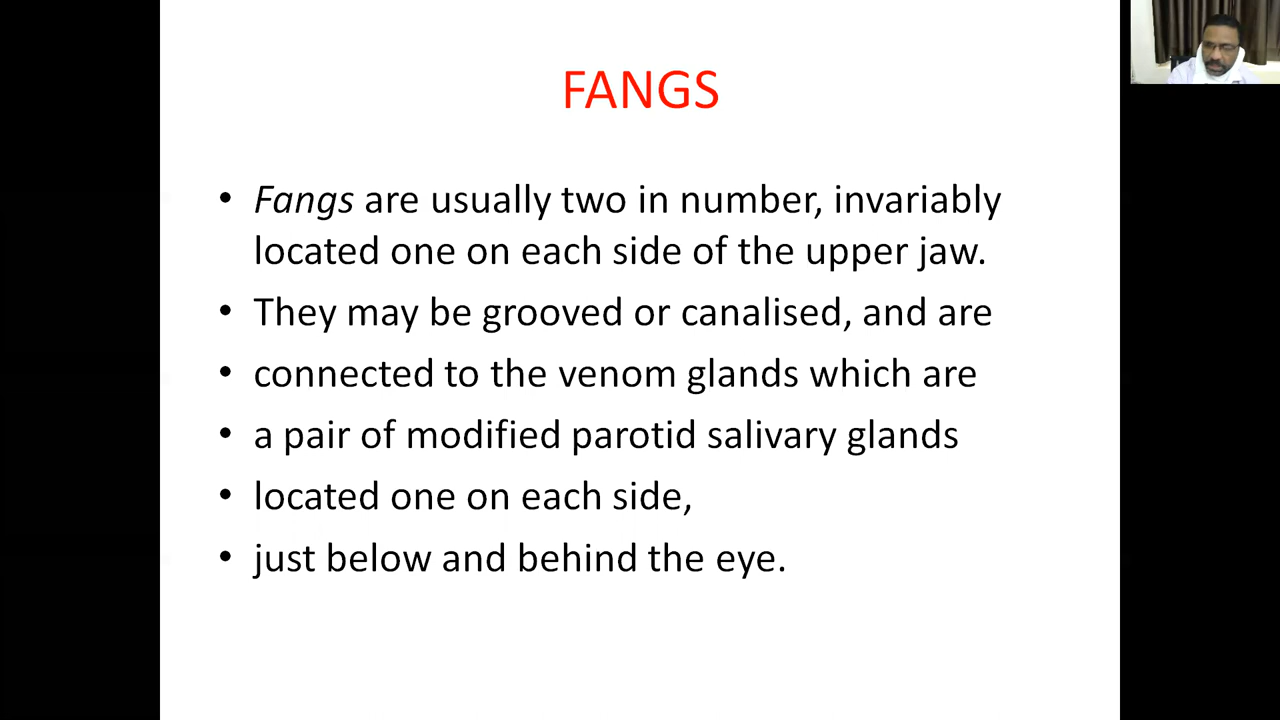 FANGS
• Fangs are usually two in number, invariably
located one on each side of the upper jaw.
• They may be grooved or canalised, and are
• connected to the venom glands which are
• a pair of modified parotid salivary glands
• located one on each side,
• just below and behind the eye.